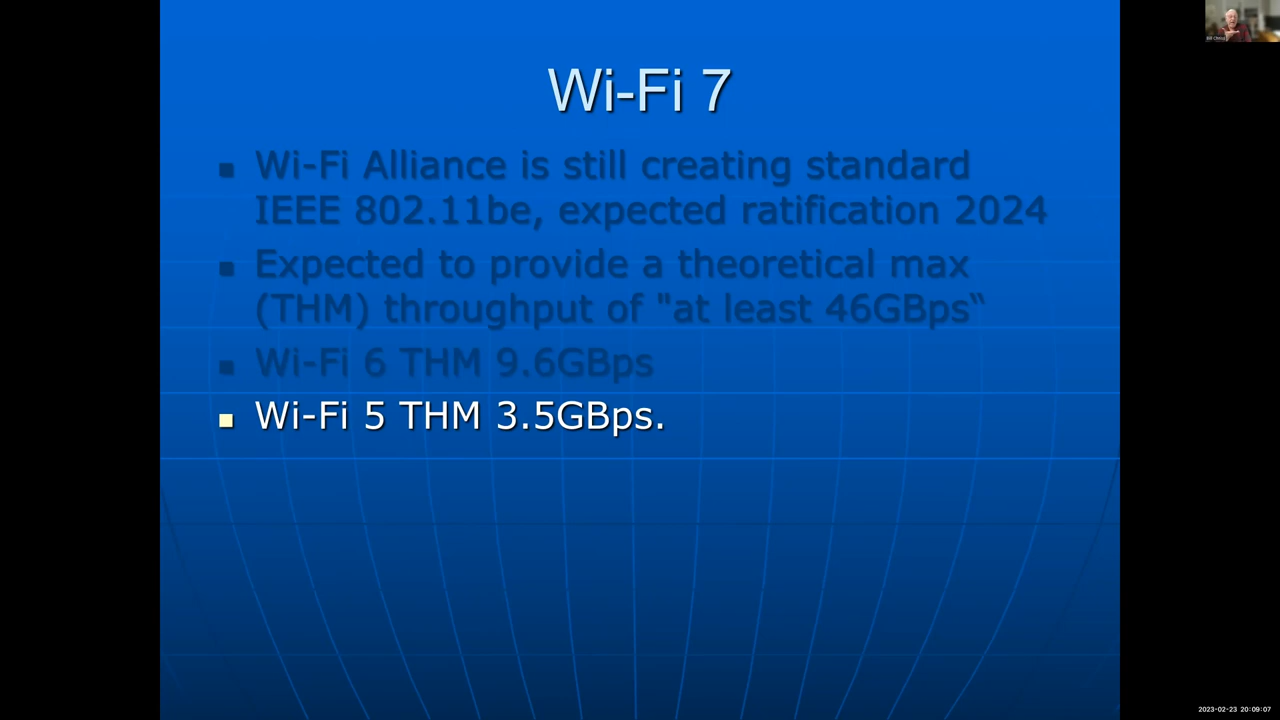 Wi-Fi 7
Wi-Fi Alliance is still creating standard
IEEE 802.11be, expected ratification 2024
Expected to provide a theoretical max
(THM) throughput of "at least 46GBps“
Wi-Fi 6 THM 9.6GBps
Wi-Fi 5 THM 3.5GBps.
2023-02-23 20:09:07